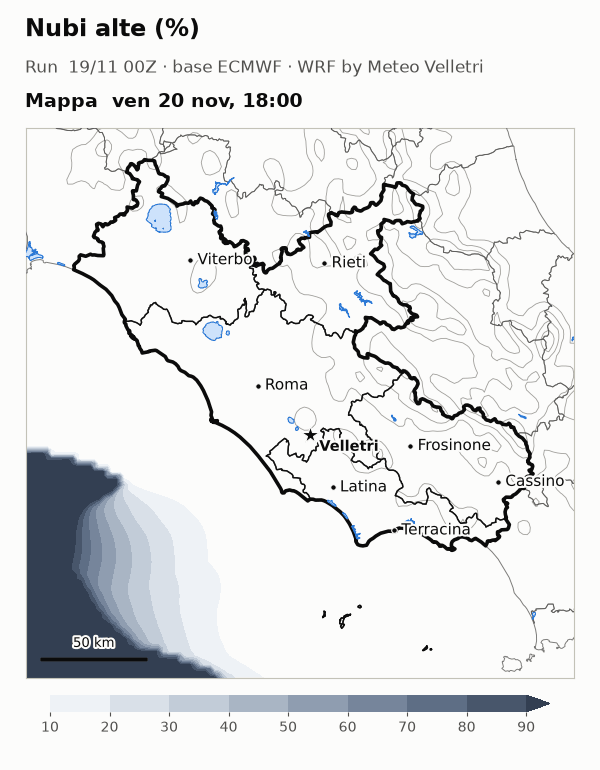 Nubi alte (%)
Run 19/11 00Z · base ECMWF · WRF by Meteo Velletri
Mappa ven 20 nov, 18:00
Viterbo
Rieti
Roma
Velletri
Frosinone
Cassino
Latina
Terracina
50 km
10 20 30 40 50 60 70 80 90